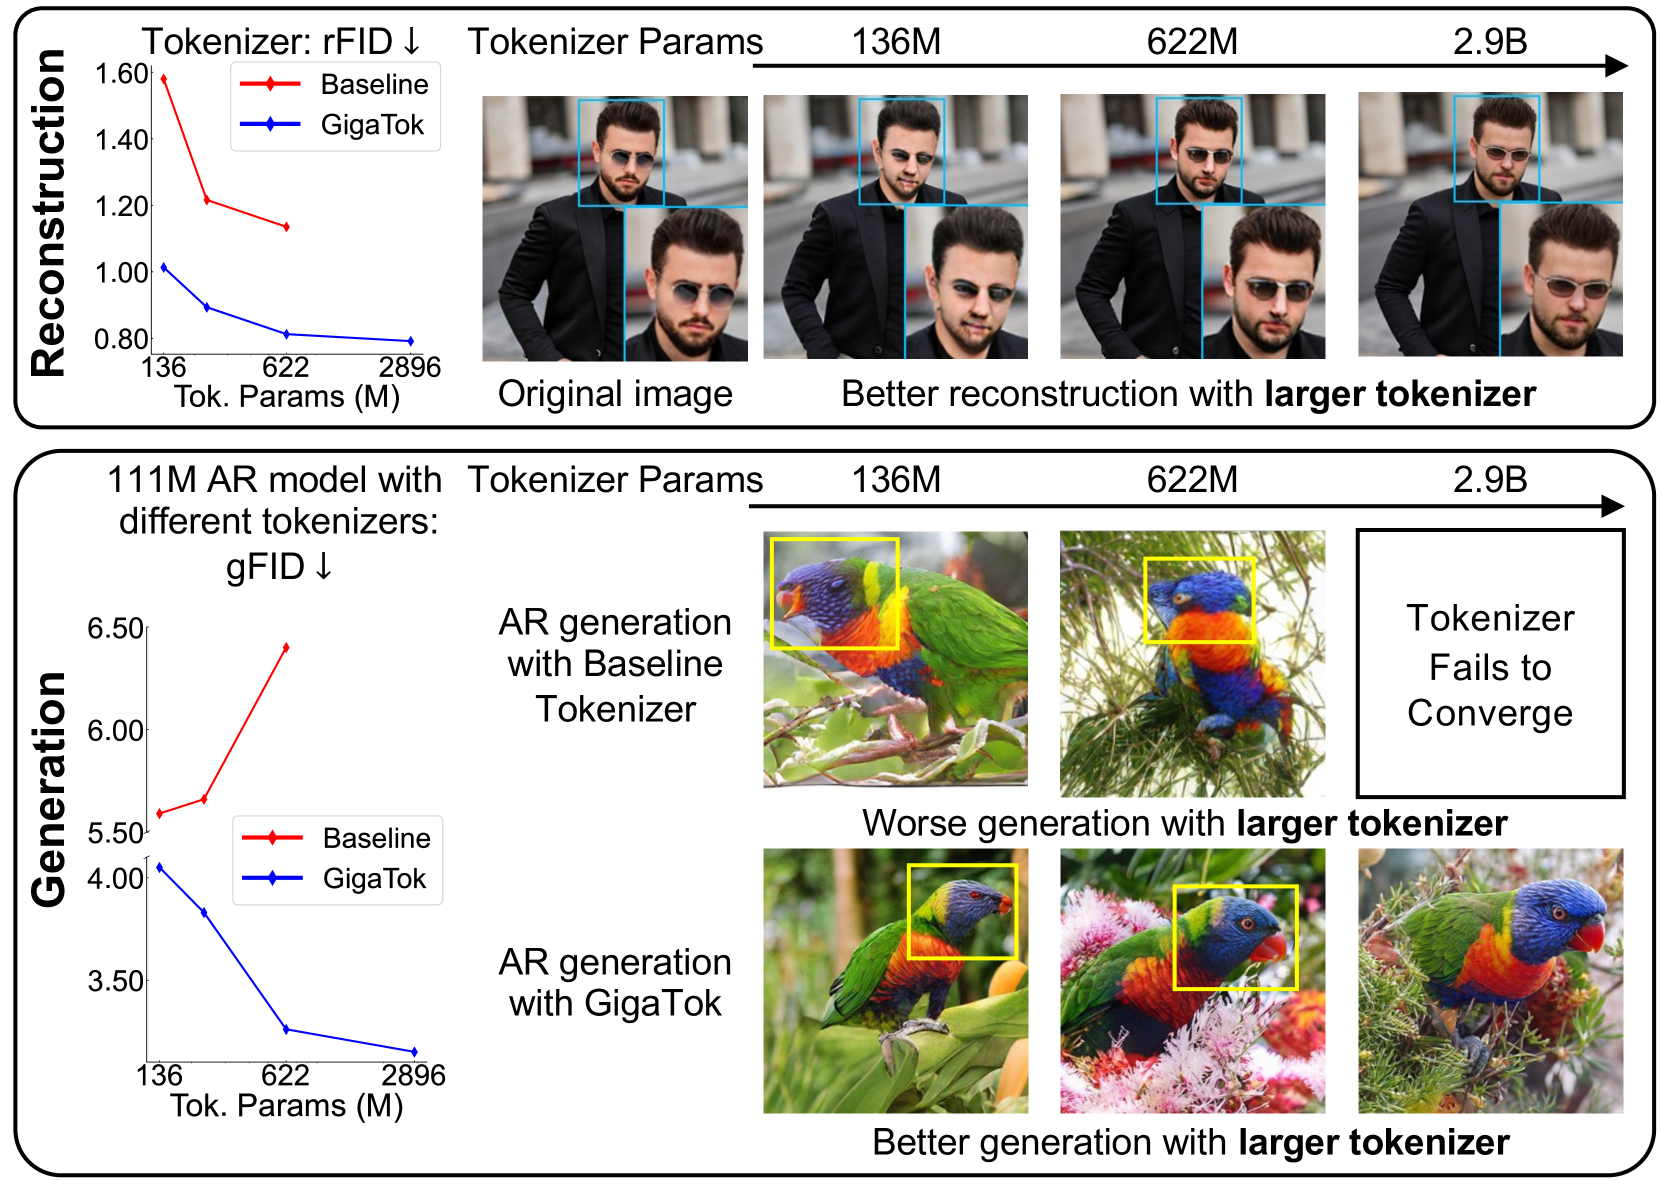 Reconstruction
Tokenizer: rFID ↓
Baseline
GigaTok
1.60
1.40
1.20
1.00
0.80
136 622 2896
Tok. Params (M)
Tokenizer Params 136M 622M 2.9B
Original image
Better reconstruction with larger tokenizer
Generation
111M AR model with
different tokenizers:
gFID ↓
6.50
6.00
5.50
4.00
3.50
Baseline
GigaTok
136 622 2896
Tok. Params (M)
Tokenizer Params 136M 622M 2.9B
AR generation
with Baseline
Tokenizer
Tokenizer
Fails to
Converge
Worse generation with larger tokenizer
AR generation
with GigaTok
Better generation with larger tokenizer